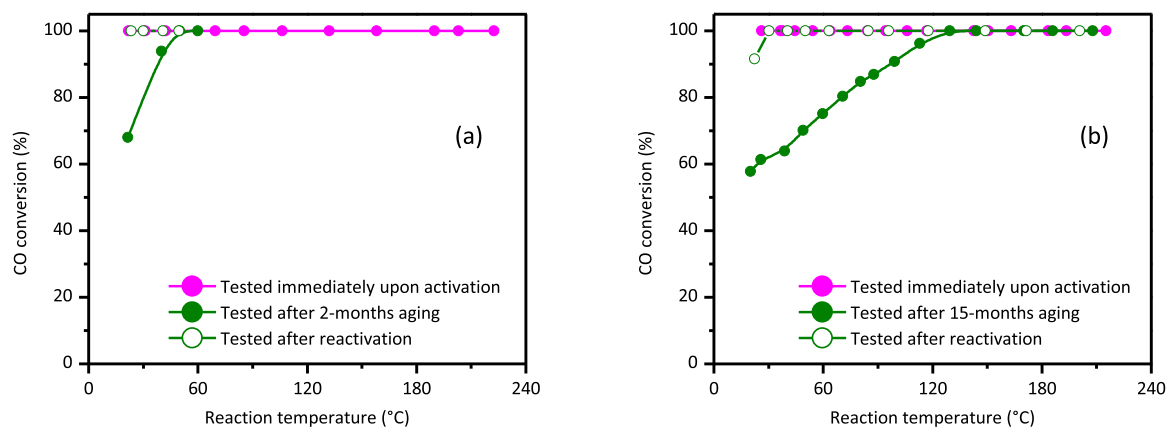 100
80
60
40
20
0
CO conversion (%)
(a)
Tested immediately upon activation
Tested after 2-months aging
Tested after reactivation
0 60 120 180 240
Reaction temperature (°C)
100
80
60
40
20
0
CO conversion (%)
(b)
Tested immediately upon activation
Tested after 15-months aging
Tested after reactivation
0 60 120 180 240
Reaction temperature (°C)